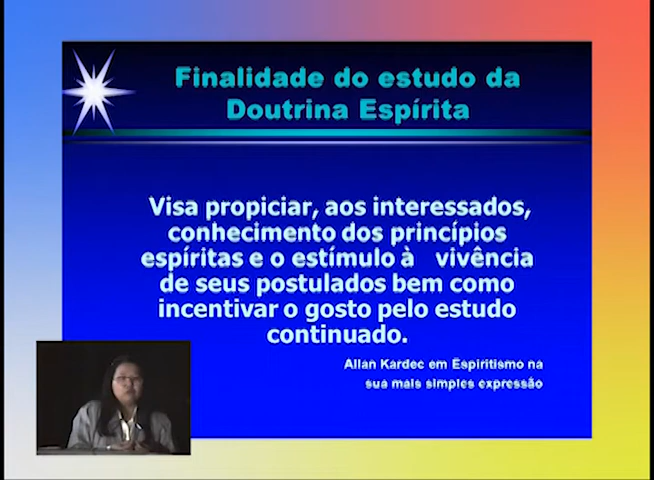 Finalidade do estudo da
Doutrina Espírita
Visa propiciar, aos interessados,
conhecimento dos princípios
espíritas e o estímulo à vivência
de seus postulados bem como
incentivar o gosto pelo estudo
continuado.
Allan Kardec em Espiritismo na
sua mais simples expressão